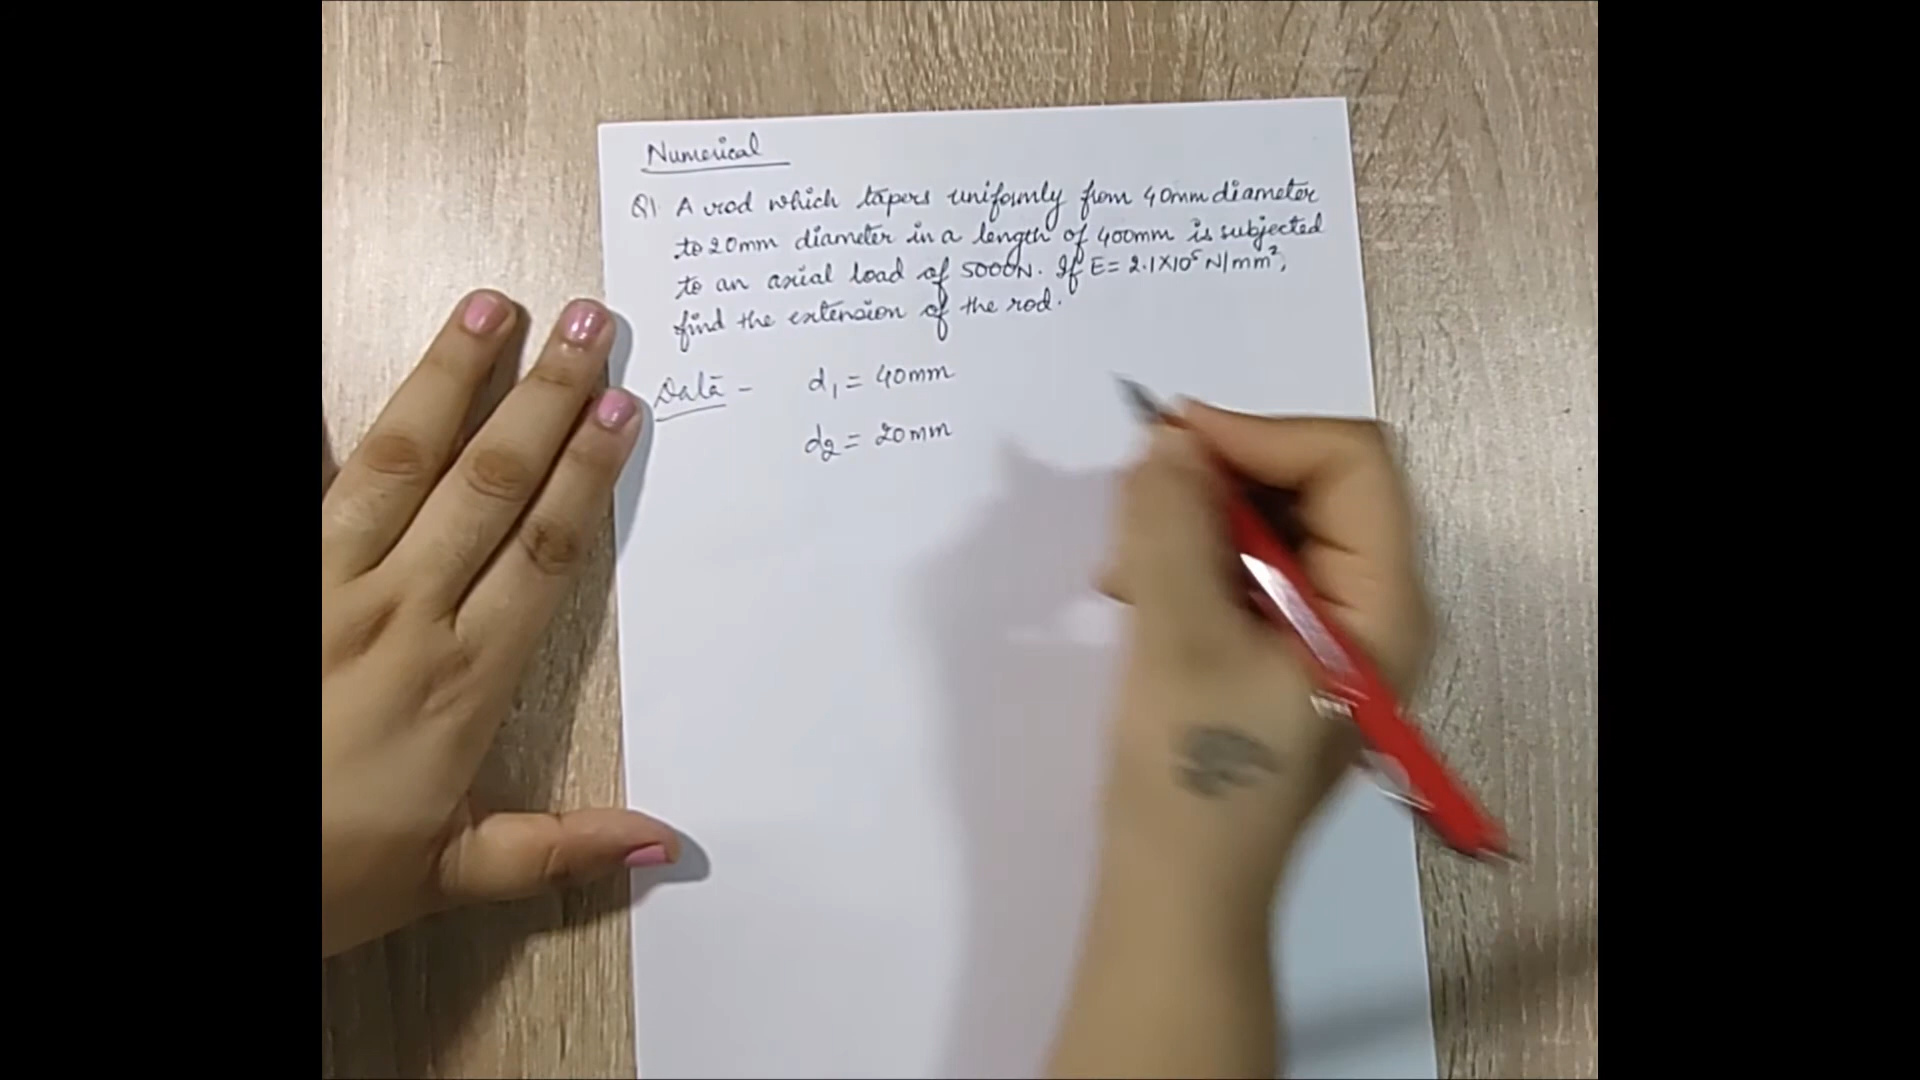 Numerical
Q1. A rod which tapers uniformly from 40mm diameter
to 20mm diameter in a length of 400mm is subjected
to an axial load of 5000N. If E = 2.1×10⁵ N/mm²,
find the extension of the rod.
Data - d₁ = 40mm
d₂ = 20mm